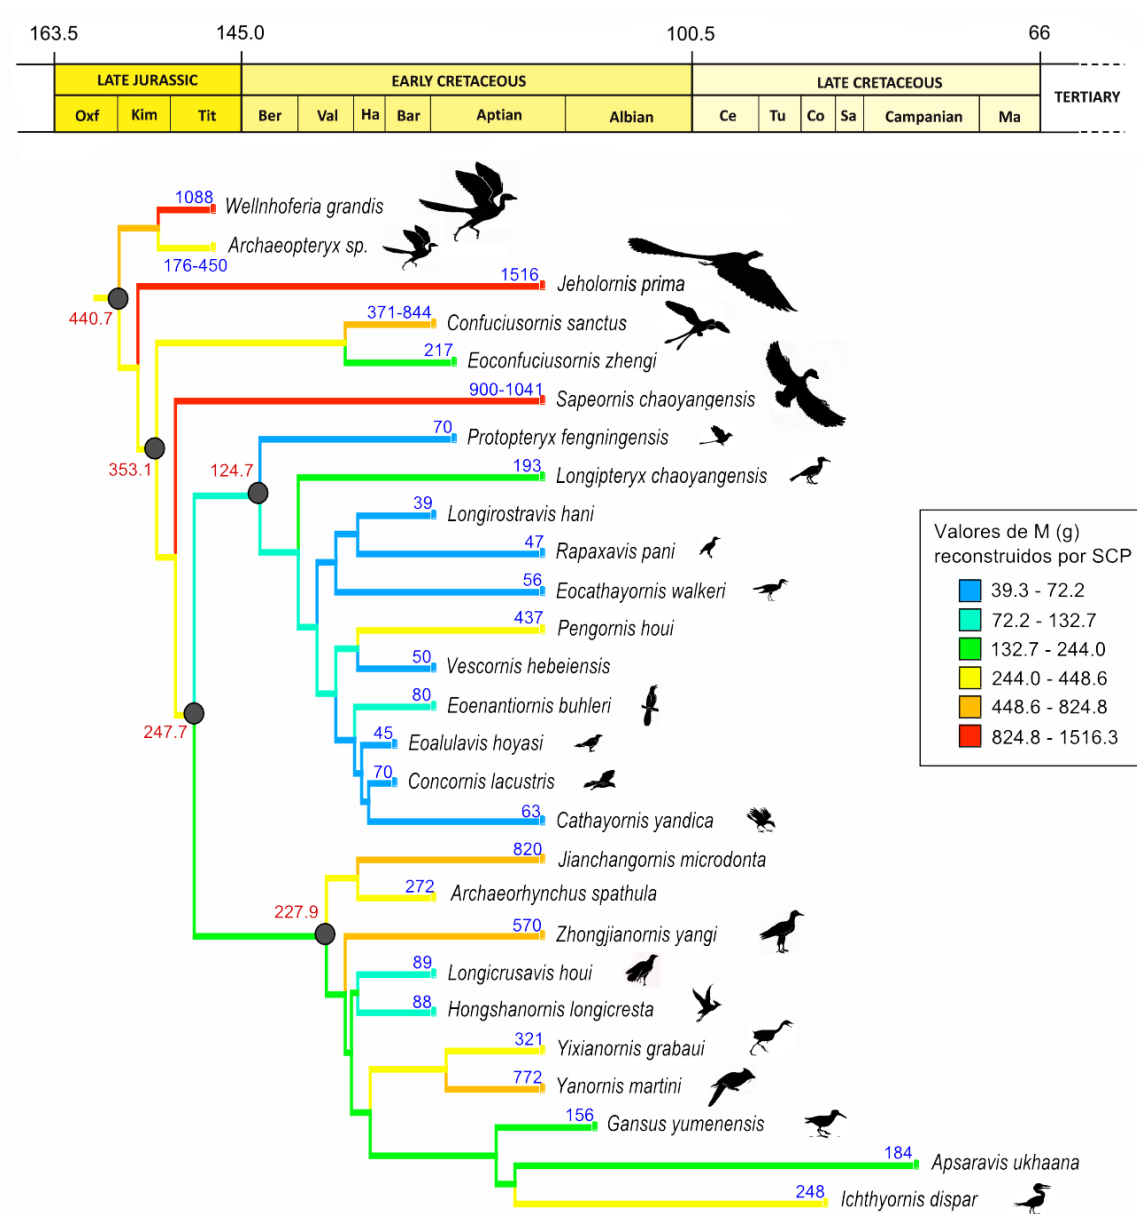 163.5 145.0 100.5 66
LATE JURASSIC EARLY CRETACEOUS LATE CRETACEOUS TERTIARY
Oxf Kim Tit Ber Val Ha Bar Aptian Albian Ce Tu Co Sa Campanian Ma
1088 Wellnhoferia grandis
Archaeopteryx sp.
176-450
1516 Jeholornis prima
440.7
371-844 Confuciusornis sanctus
217 Eoconfuciusornis zhengi
900-1041 Sapeornis chaoyangensis
70 Protopteryx fengningensis
353.1
124.7
193 Longipteryx chaoyangensis
39 Longirostravis hani
47 Rapaxavis pani
56 Eocathayornis walkeri
437 Pengornis houi
50 Vescornis hebeiensis
80 Eoenantiornis buhleri
247.7
45 Eoalulavis hoyasi
70 Concornis lacustris
63 Cathayornis yandica
820 Jianchangornis microdonta
272 Archaeorhynchus spathula
227.9
570 Zhongjianornis yangi
89 Longicrusavis houi
88 Hongshanornis longicresta
321 Yixianornis grabaui
772 Yanornis martini
156 Gansus yumenensis
184 Apsaravis ukhaana
248 Ichthyornis dispar
Valores de M (g)
reconstruidos por SCP
39.3 - 72.2
72.2 - 132.7
132.7 - 244.0
244.0 - 448.6
448.6 - 824.8
824.8 - 1516.3